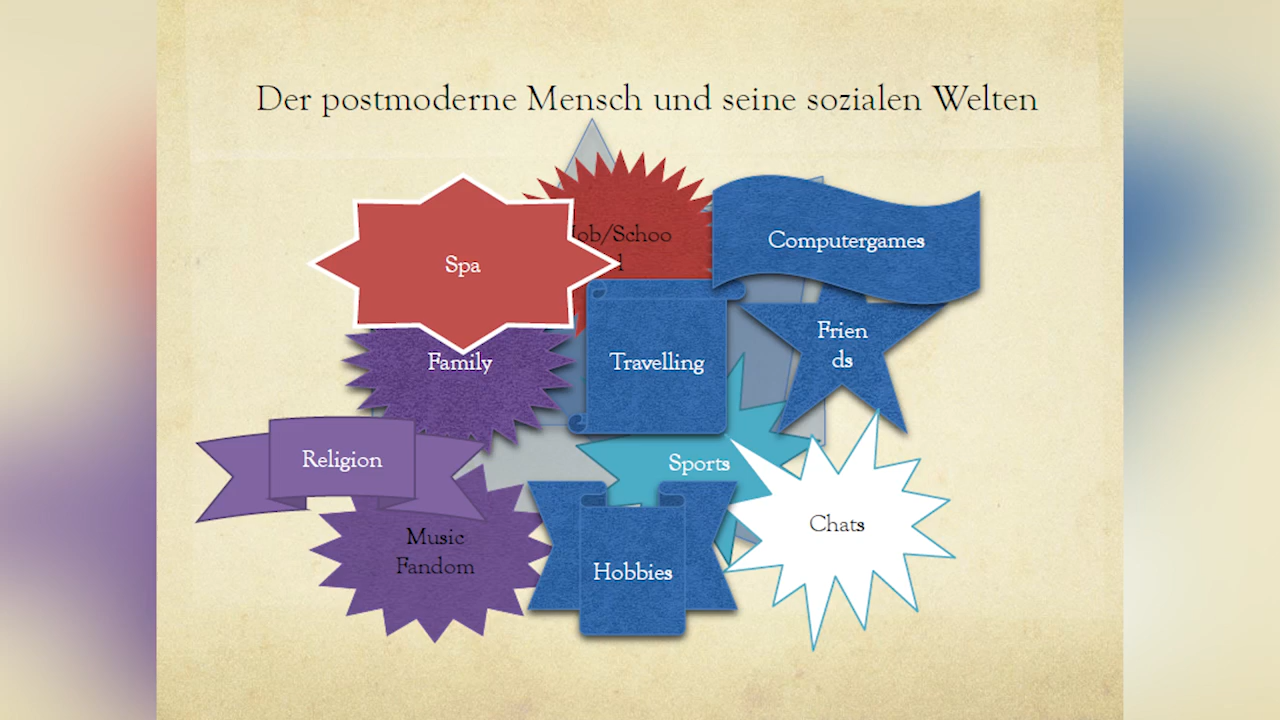 Der postmoderne Mensch und seine sozialen Welten
Job/Schoo
l
Computergames
Spa
Frien
ds
Family
Travelling
Religion
Sports
Chats
Music
Fandom
Hobbies